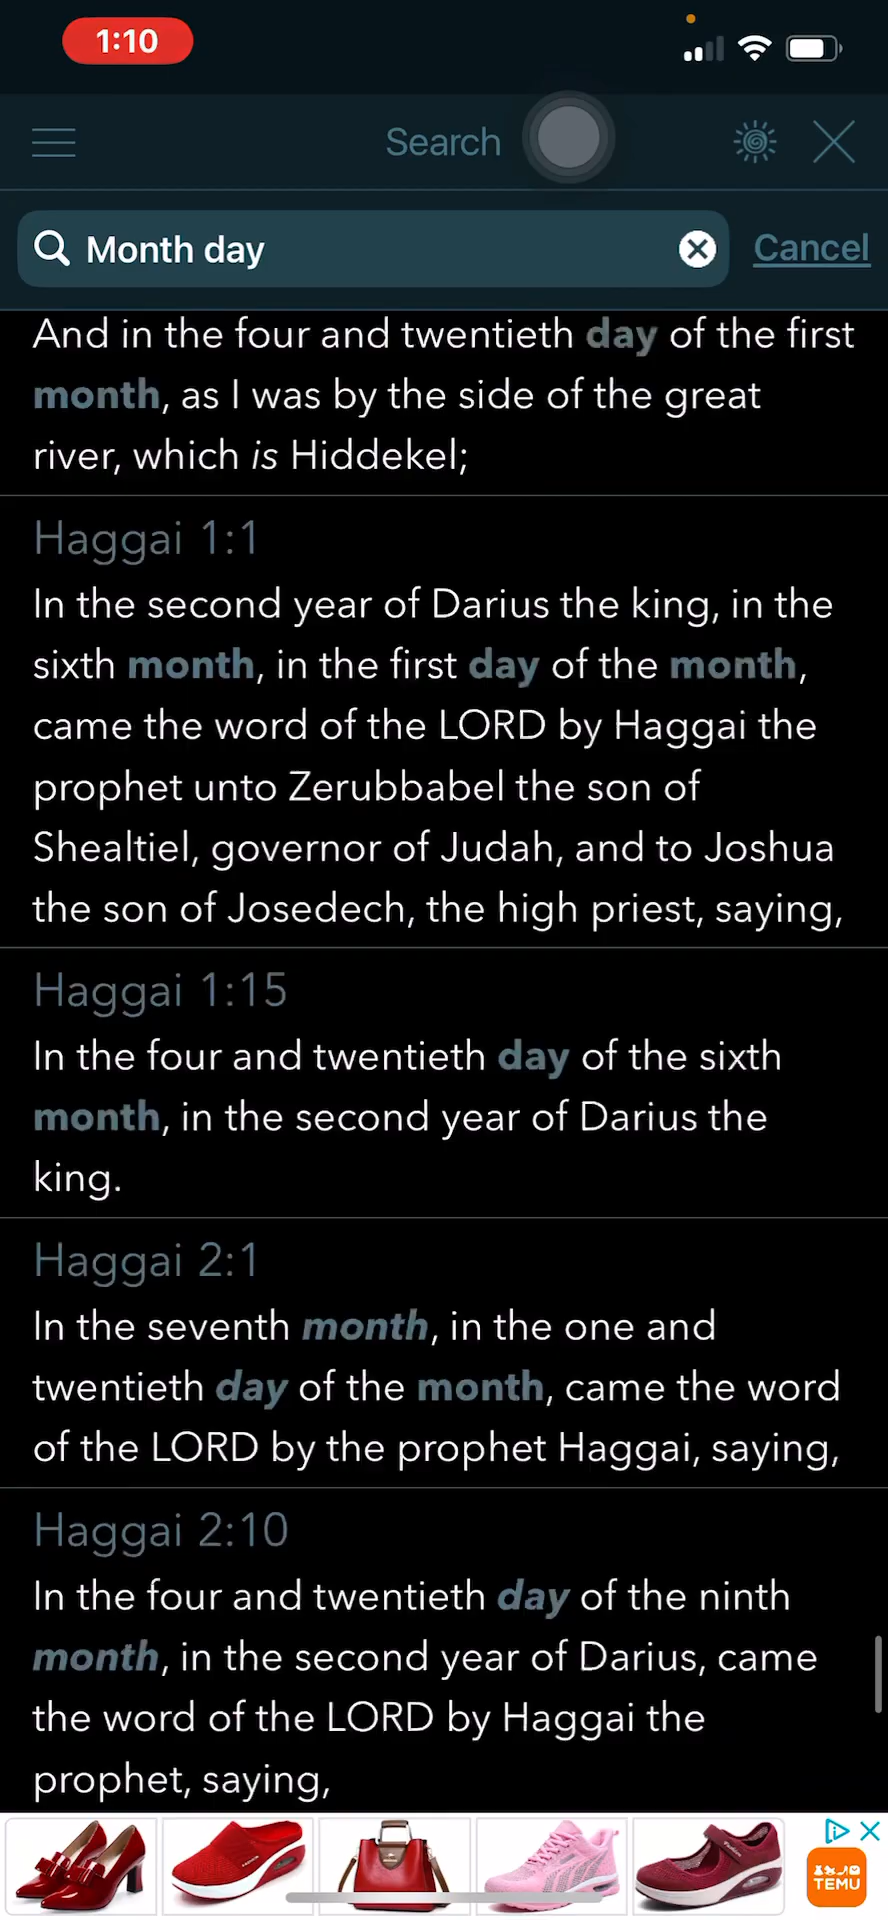 1:10
Search
Month day
Cancel
And in the four and twentieth day of the first
month, as I was by the side of the great
river, which is Hiddekel;
Haggai 1:1
In the second year of Darius the king, in the
sixth month, in the first day of the month,
came the word of the LORD by Haggai the
prophet unto Zerubbabel the son of
Shealtiel, governor of Judah, and to Joshua
the son of Josedech, the high priest, saying,
Haggai 1:15
In the four and twentieth day of the sixth
month, in the second year of Darius the
king.
Haggai 2:1
In the seventh month, in the one and
twentieth day of the month, came the word
of the LORD by the prophet Haggai, saying,
Haggai 2:10
In the four and twentieth day of the ninth
month, in the second year of Darius, came
the word of the LORD by Haggai the
prophet, saying,
TEMU